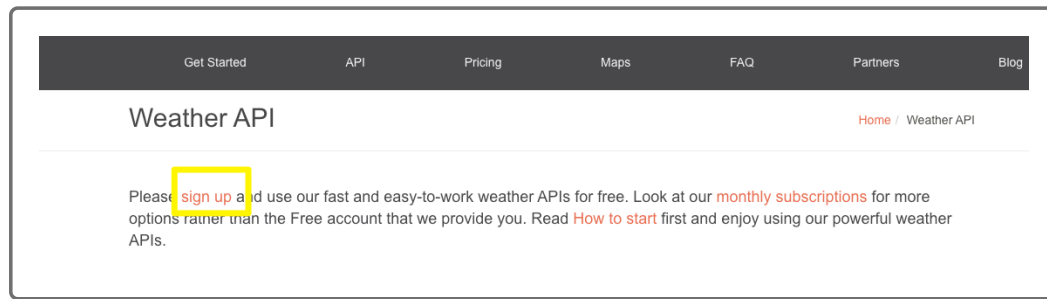 Get Started API Pricing Maps FAQ Partners Blog
Weather API
Home / Weather API
Please sign up and use our fast and easy-to-work weather APIs for free. Look at our monthly subscriptions for more
options rather than the Free account that we provide you. Read How to start first and enjoy using our powerful weather
APIs.